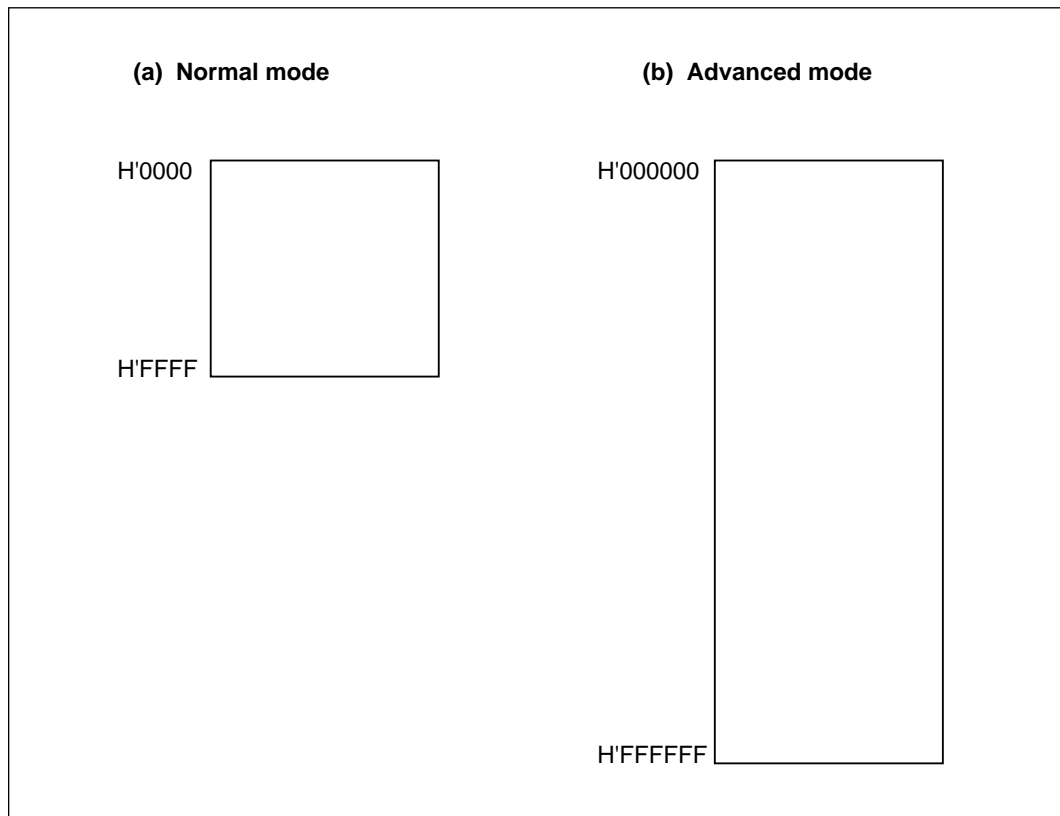 (a) Normal mode
H'0000
H'FFFF
(b) Advanced mode
H'000000
H'FFFFFF